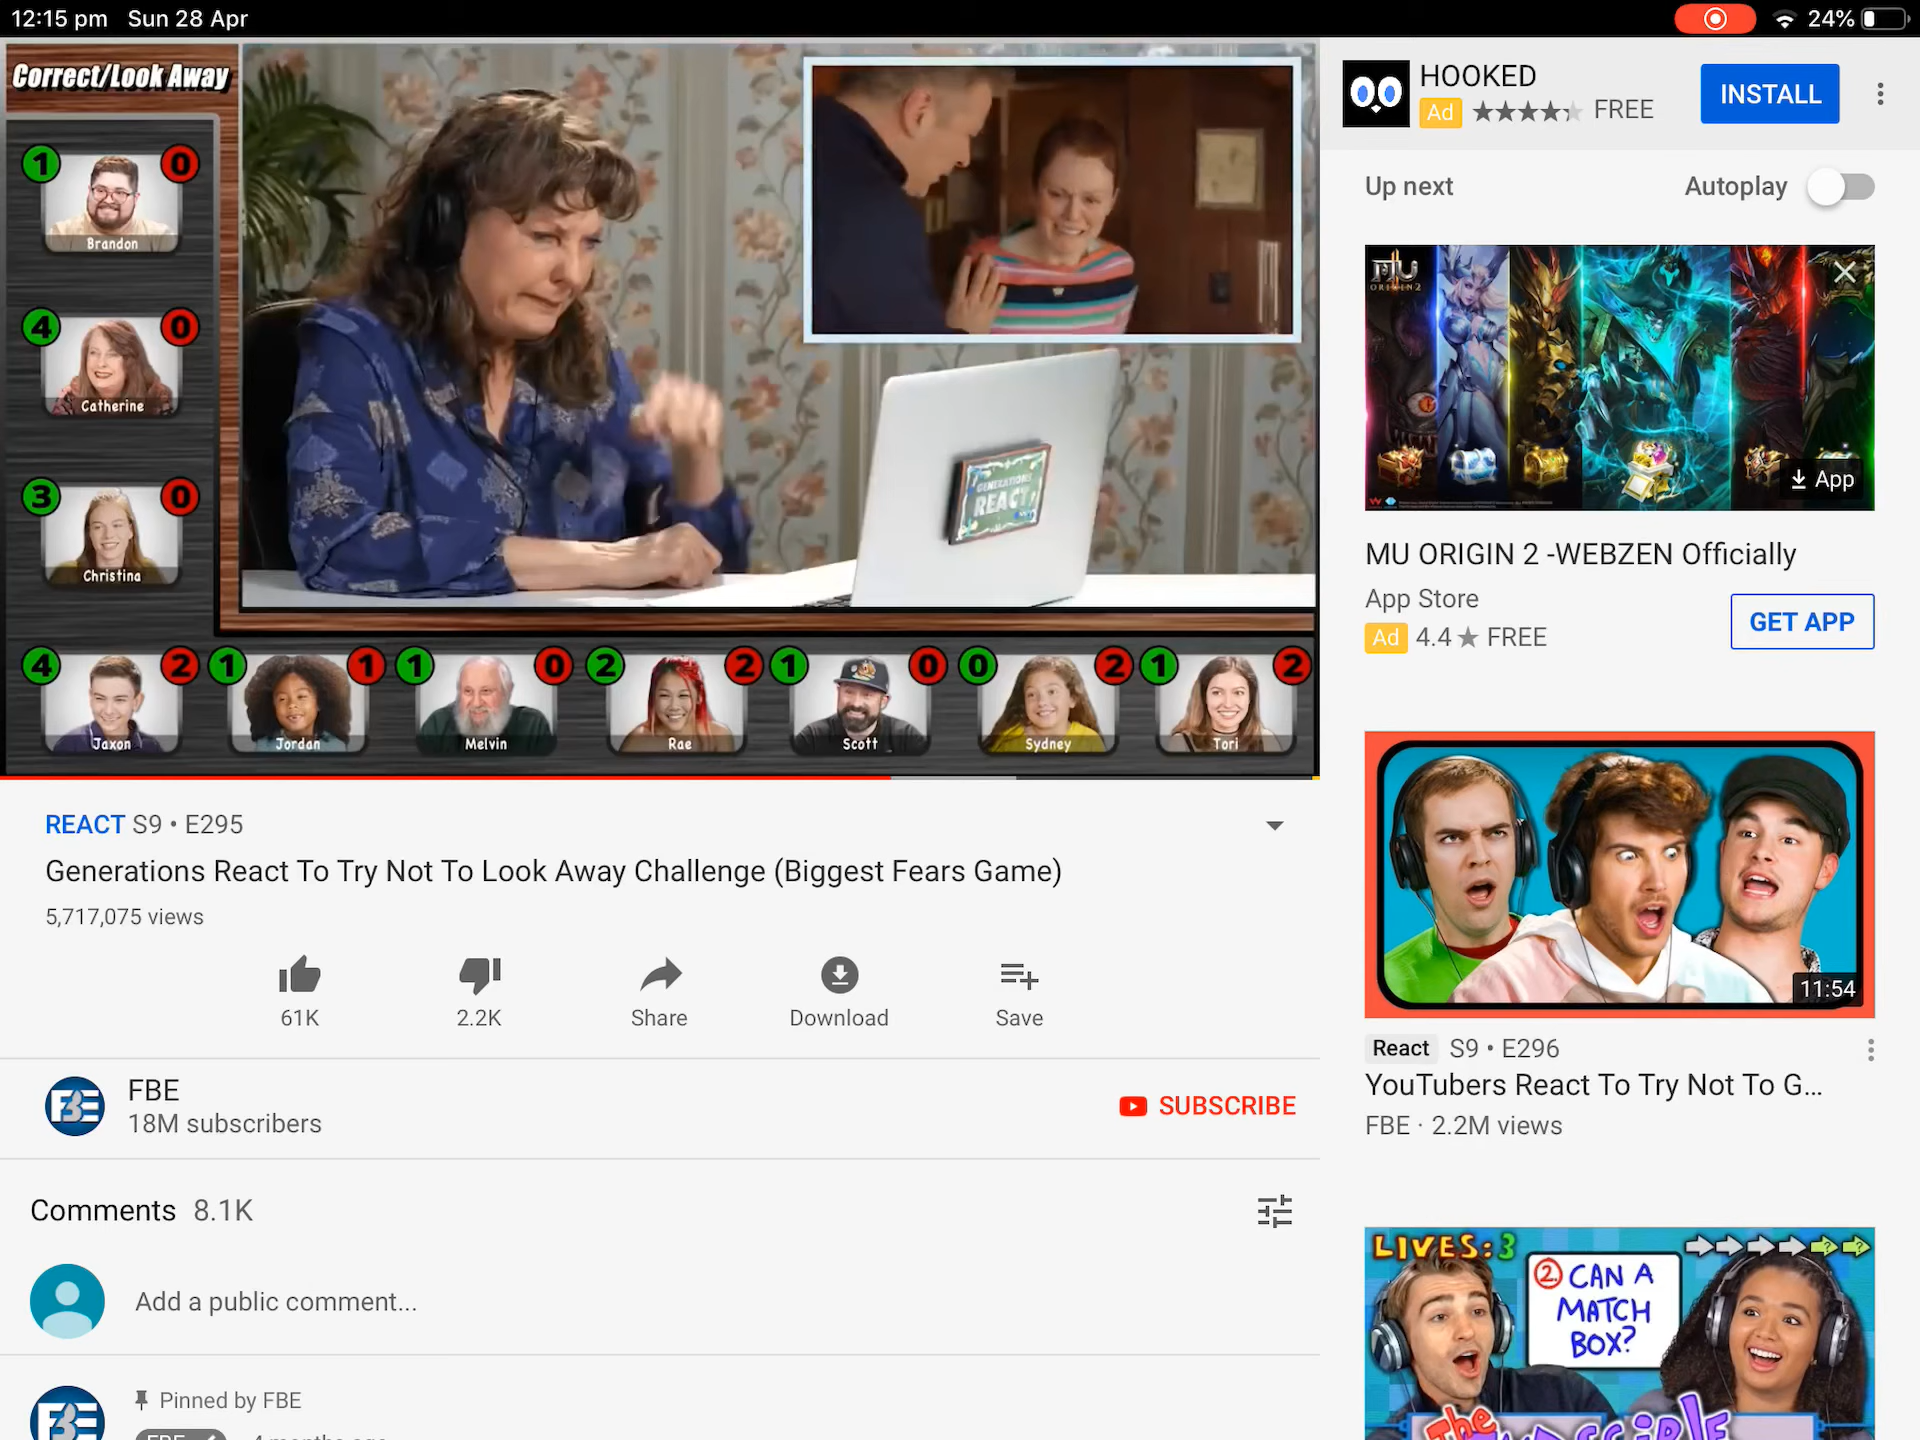 12:15 pm Sun 28 Apr
24%
Correct/Look Away
1 0
Brandon
4 0
Catherine
3 0
Christina
GENERATIONS
REACT
4 2 1 1 1 0 2 2 1 0 0 2 1 2
Jaxon Jordan Melvin Rae Scott Sydney Tori
REACT S9 • E295
Generations React To Try Not To Look Away Challenge (Biggest Fears Game)
5,717,075 views
61K 2.2K Share Download Save
FBE
18M subscribers
SUBSCRIBE
Comments 8.1K
Add a public comment...
Pinned by FBE
FBE 4 months ago
HOOKED
Ad FREE
INSTALL
Up next Autoplay
MU
ORIGIN 2
App
MU ORIGIN 2 -WEBZEN Officially
App Store
Ad 4.4 ★ FREE
GET APP
11:54
React S9 • E296
YouTubers React To Try Not To G...
FBE · 2.2M views
LIVES: 3
2. CAN A
MATCH
BOX?
The